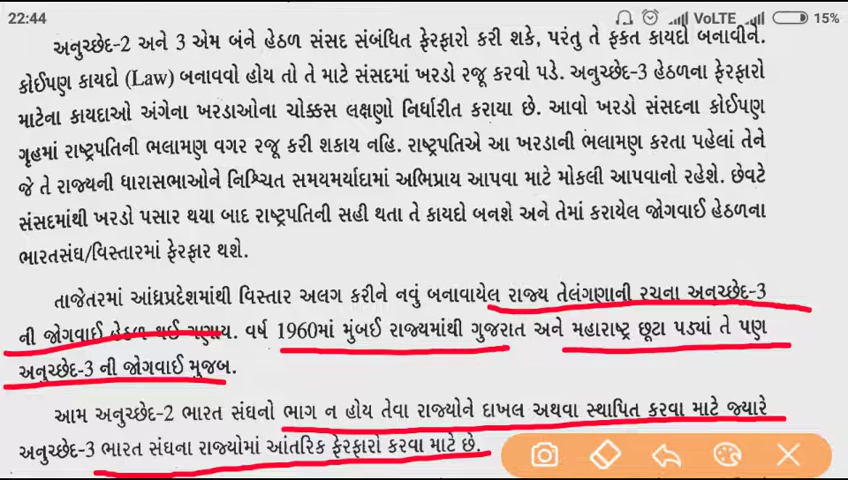 22:44 VoLTE 15%
અનુચ્છેદ-2 અને 3 એમ બંને હેઠળ સંસદ સંબંધિત ફેરફારો કરી શકે, પરંતુ તે ફક્ત કાયદો બનાવીને.
કોઈપણ કાયદો (Law) બનાવવો હોય તો તે માટે સંસદમાં ખરડો રજૂ કરવો પડે. અનુચ્છેદ-3 હેઠળના ફેરફારો
માટેના કાયદાઓ અંગેના ખરડાઓના ચોક્કસ લક્ષણો નિર્ધારીત કરાયા છે. આવો ખરડો સંસદના કોઈપણ
ગૃહમાં રાષ્ટ્રપતિની ભલામણ વગર રજૂ કરી શકાય નહિ. રાષ્ટ્રપતિએ આ ખરડાની ભલામણ કરતા પહેલાં તેને
જે તે રાજ્યની ધારાસભાઓને નિશ્ચિત સમયમર્યાદામાં અભિપ્રાય આપવા માટે મોકલી આપવાનો રહેશે. છેવટે
સંસદમાંથી ખરડો પસાર થયા બાદ રાષ્ટ્રપતિની સહી થતા તે કાયદો બનશે અને તેમાં કરાયેલ જોગવાઈ હેઠળના
ભારતસંઘ/વિસ્તારમાં ફેરફાર થશે.
તાજેતરમાં આંધ્રપ્રદેશમાંથી વિસ્તાર અલગ કરીને નવું બનાવાયેલ રાજ્ય તેલંગણાની રચના અનુચ્છેદ-3
ની જોગવાઈ હેઠળ થઈ ગણાય. વર્ષ 1960માં મુંબઈ રાજ્યમાંથી ગુજરાત અને મહારાષ્ટ્ર છૂટા પડ્યાં તે પણ
અનુચ્છેદ-3 ની જોગવાઈ મુજબ.
આમ અનુચ્છેદ-2 ભારત સંઘનો ભાગ ન હોય તેવા રાજ્યોને દાખલ અથવા સ્થાપિત કરવા માટે જ્યારે
અનુચ્છેદ-3 ભારત સંઘના રાજ્યોમાં આંતરિક ફેરફારો કરવા માટે છે.